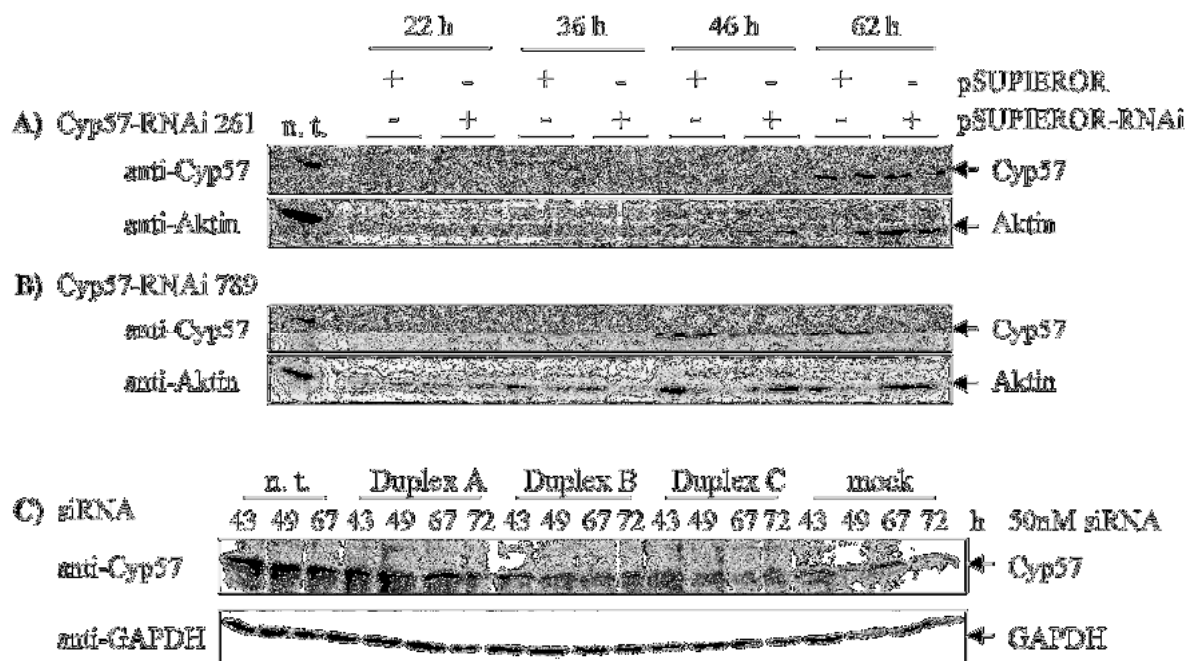 22 h 36 h 46 h 62 h
+ - + - + - + - pSUPIEROR
A) Cyp57-RNAi 261 n. t. - + - + - + - + pSUPIEROR-RNAi
anti-Cyp57 Cyp57
anti-Aktin Aktin
B) Cyp57-RNAi 789
anti-Cyp57 Cyp57
anti-Aktin Aktin
n. t. Duplex A Duplex B Duplex C mock
C) siRNA 43 49 67 43 49 67 72 43 49 67 72 43 49 67 72 43 49 67 72 h 50nM siRNA
anti-Cyp57 Cyp57
anti-GAPDH GAPDH